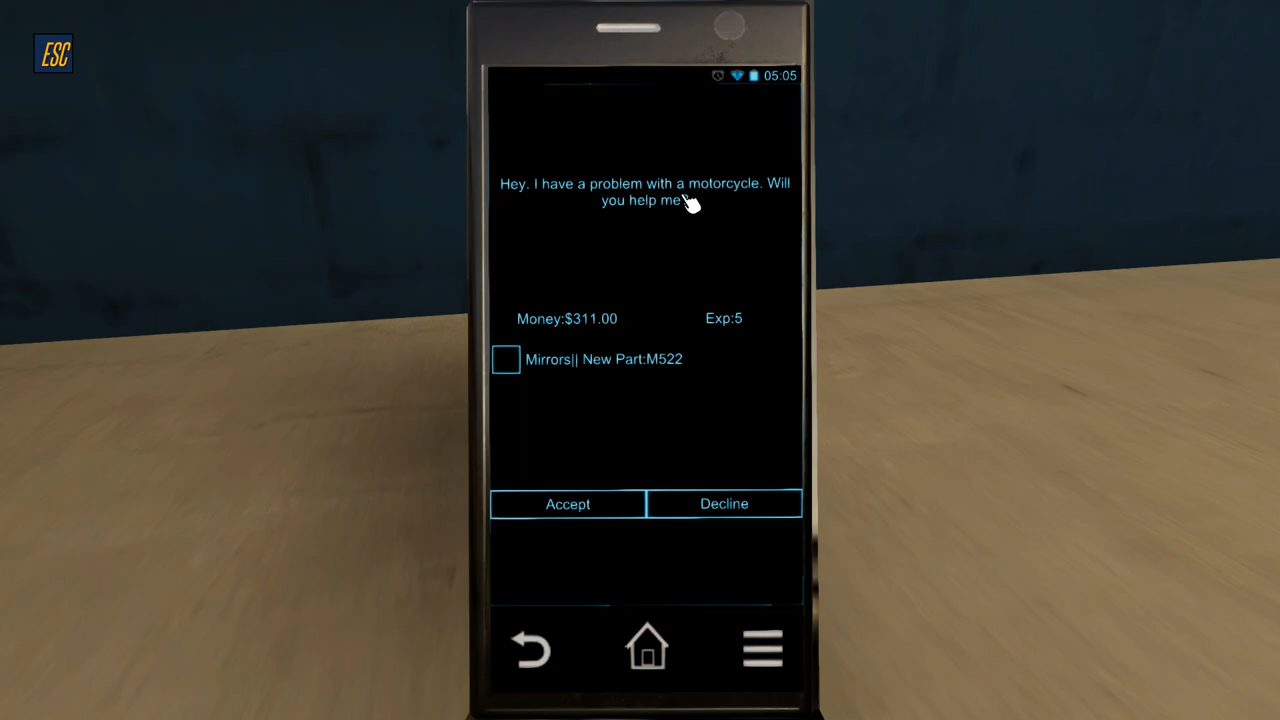 ESC
05:05
Hey. I have a problem with a motorcycle. Will
you help me
Money:$311.00 Exp:5
Mirrors|| New Part:M522
Accept Decline